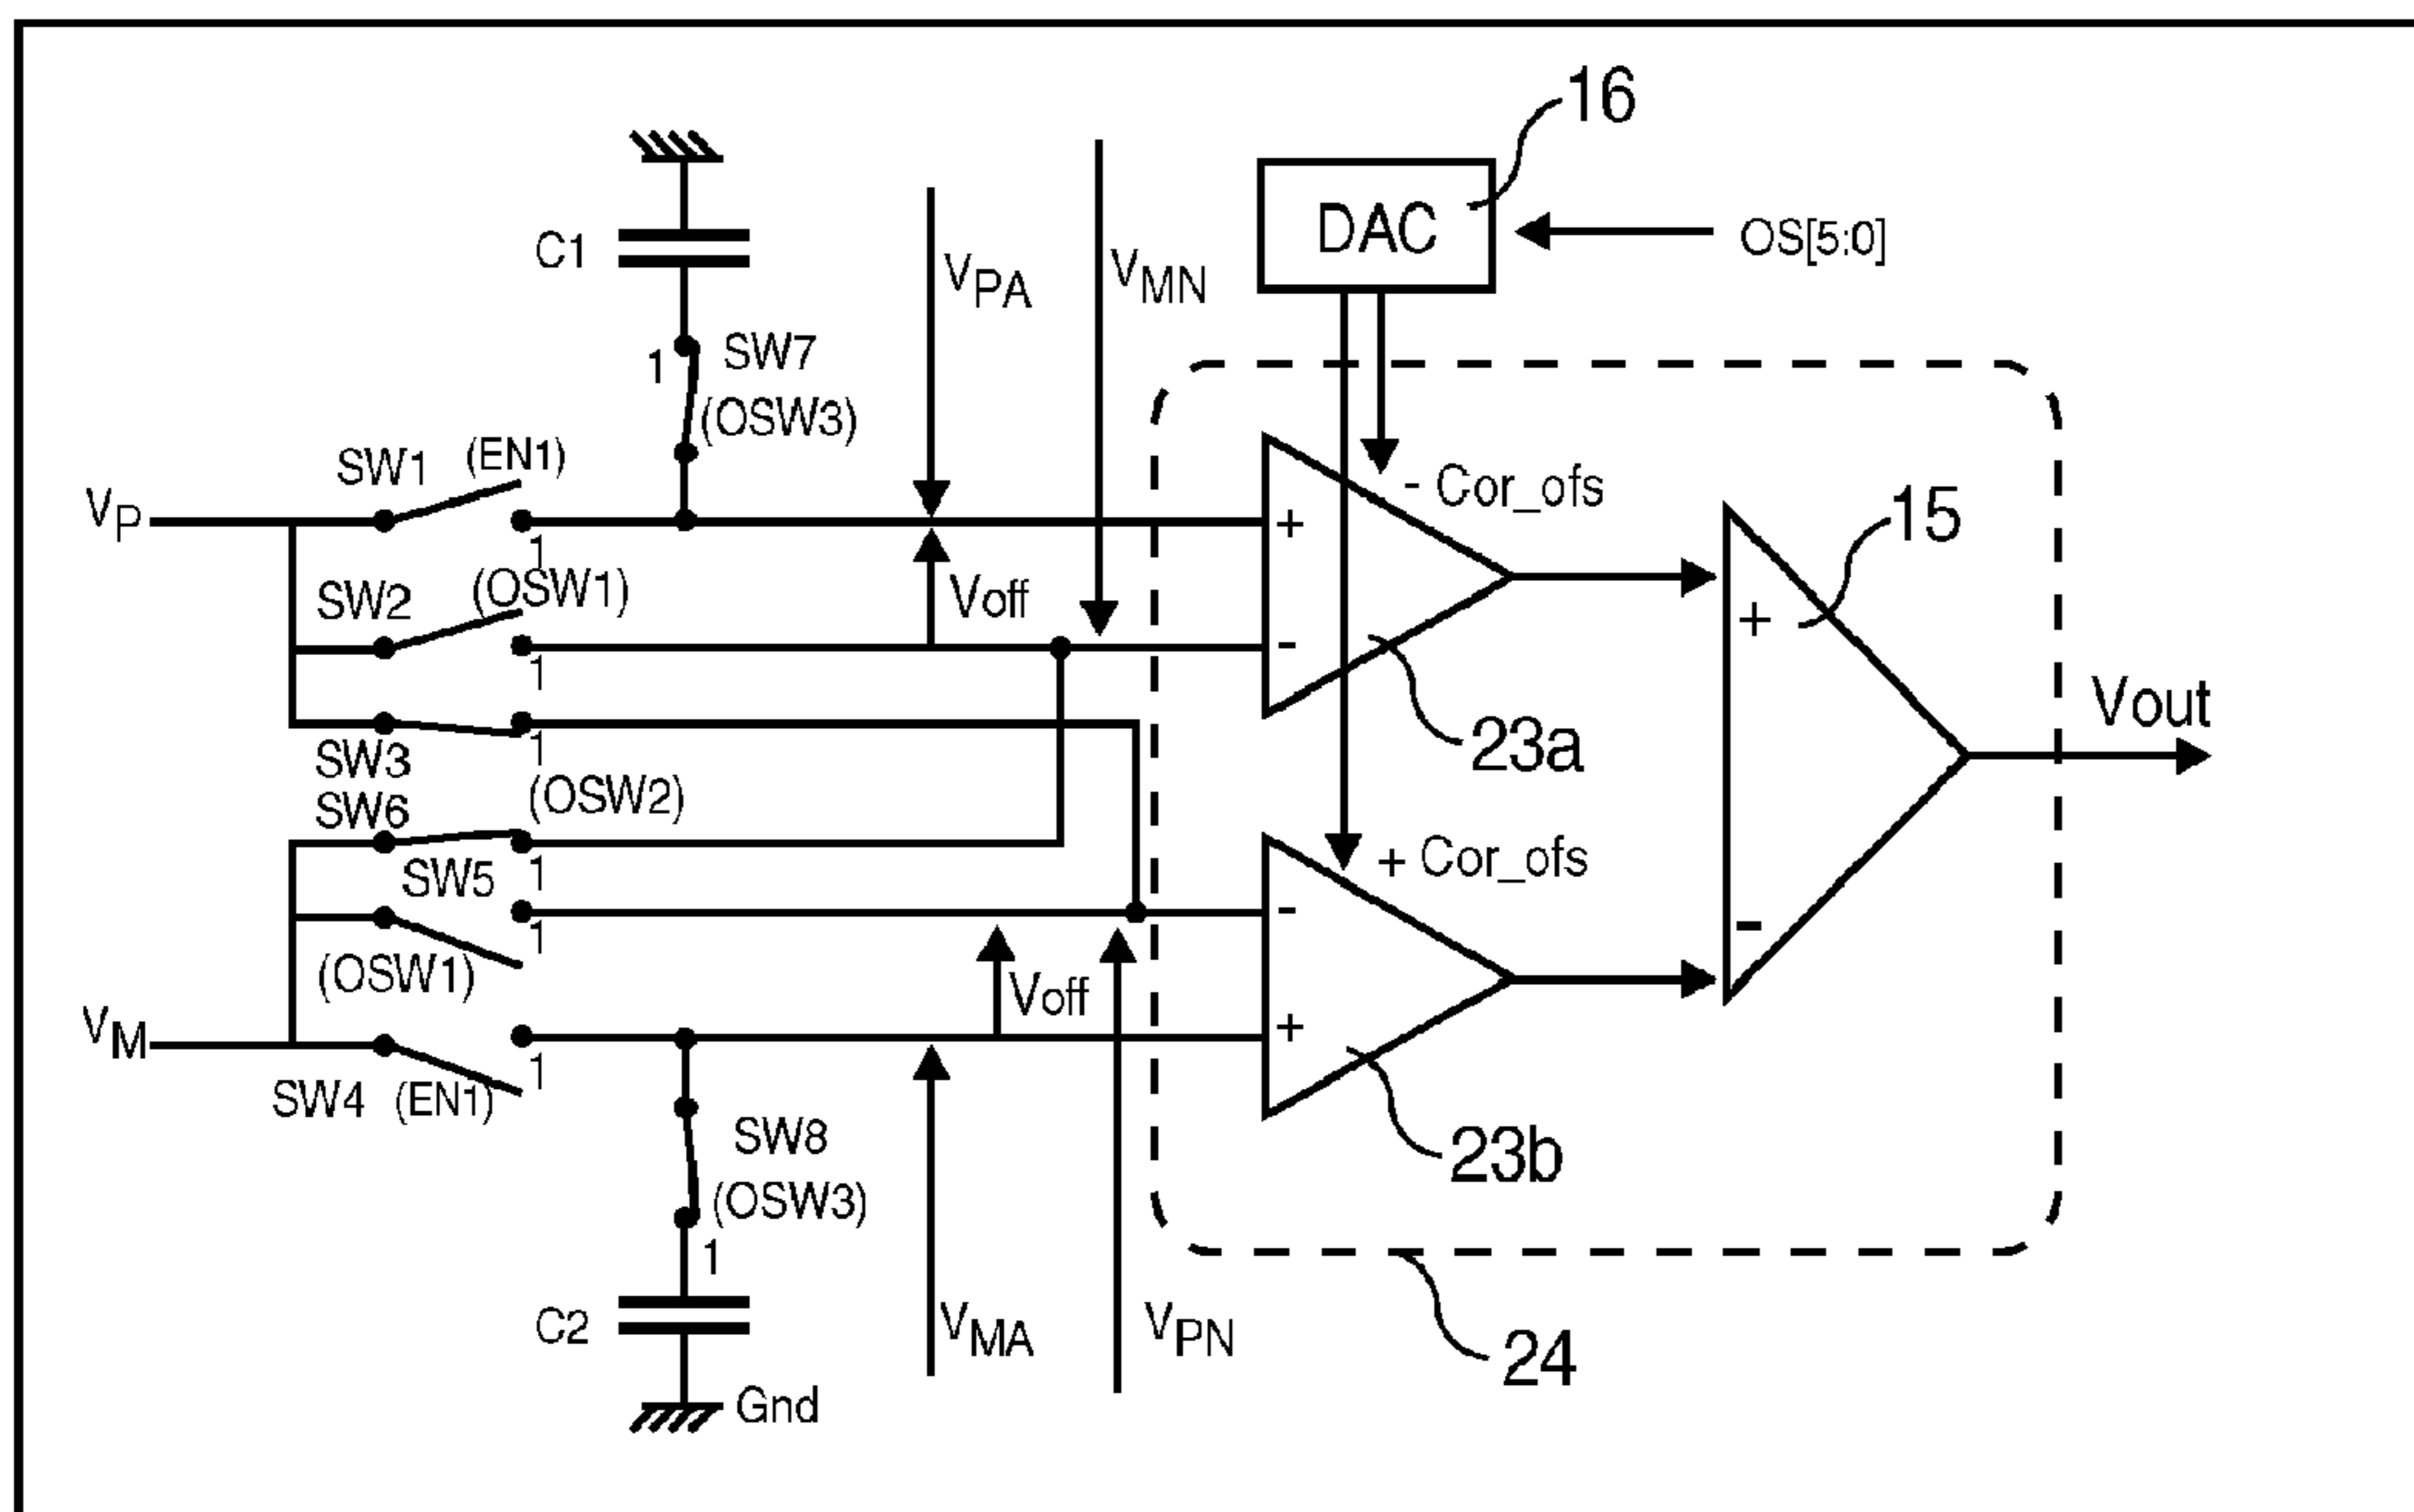 16
DAC
OS[5:0]
C1
VPA
VMN
1
SW7
(OSW3)
SW1
(EN1)
- Cor_ofs
VP
+
1
15
SW2
(OSW1)
Voff
+
-
1
23a
Vout
SW3
1
SW6
(OSW2)
+ Cor_ofs
SW5
1
-
-
1
(OSW1)
Voff
VM
+
1
SW4
(EN1)
SW8
(OSW3)
23b
1
C2
VMA
VPN
24
Gnd